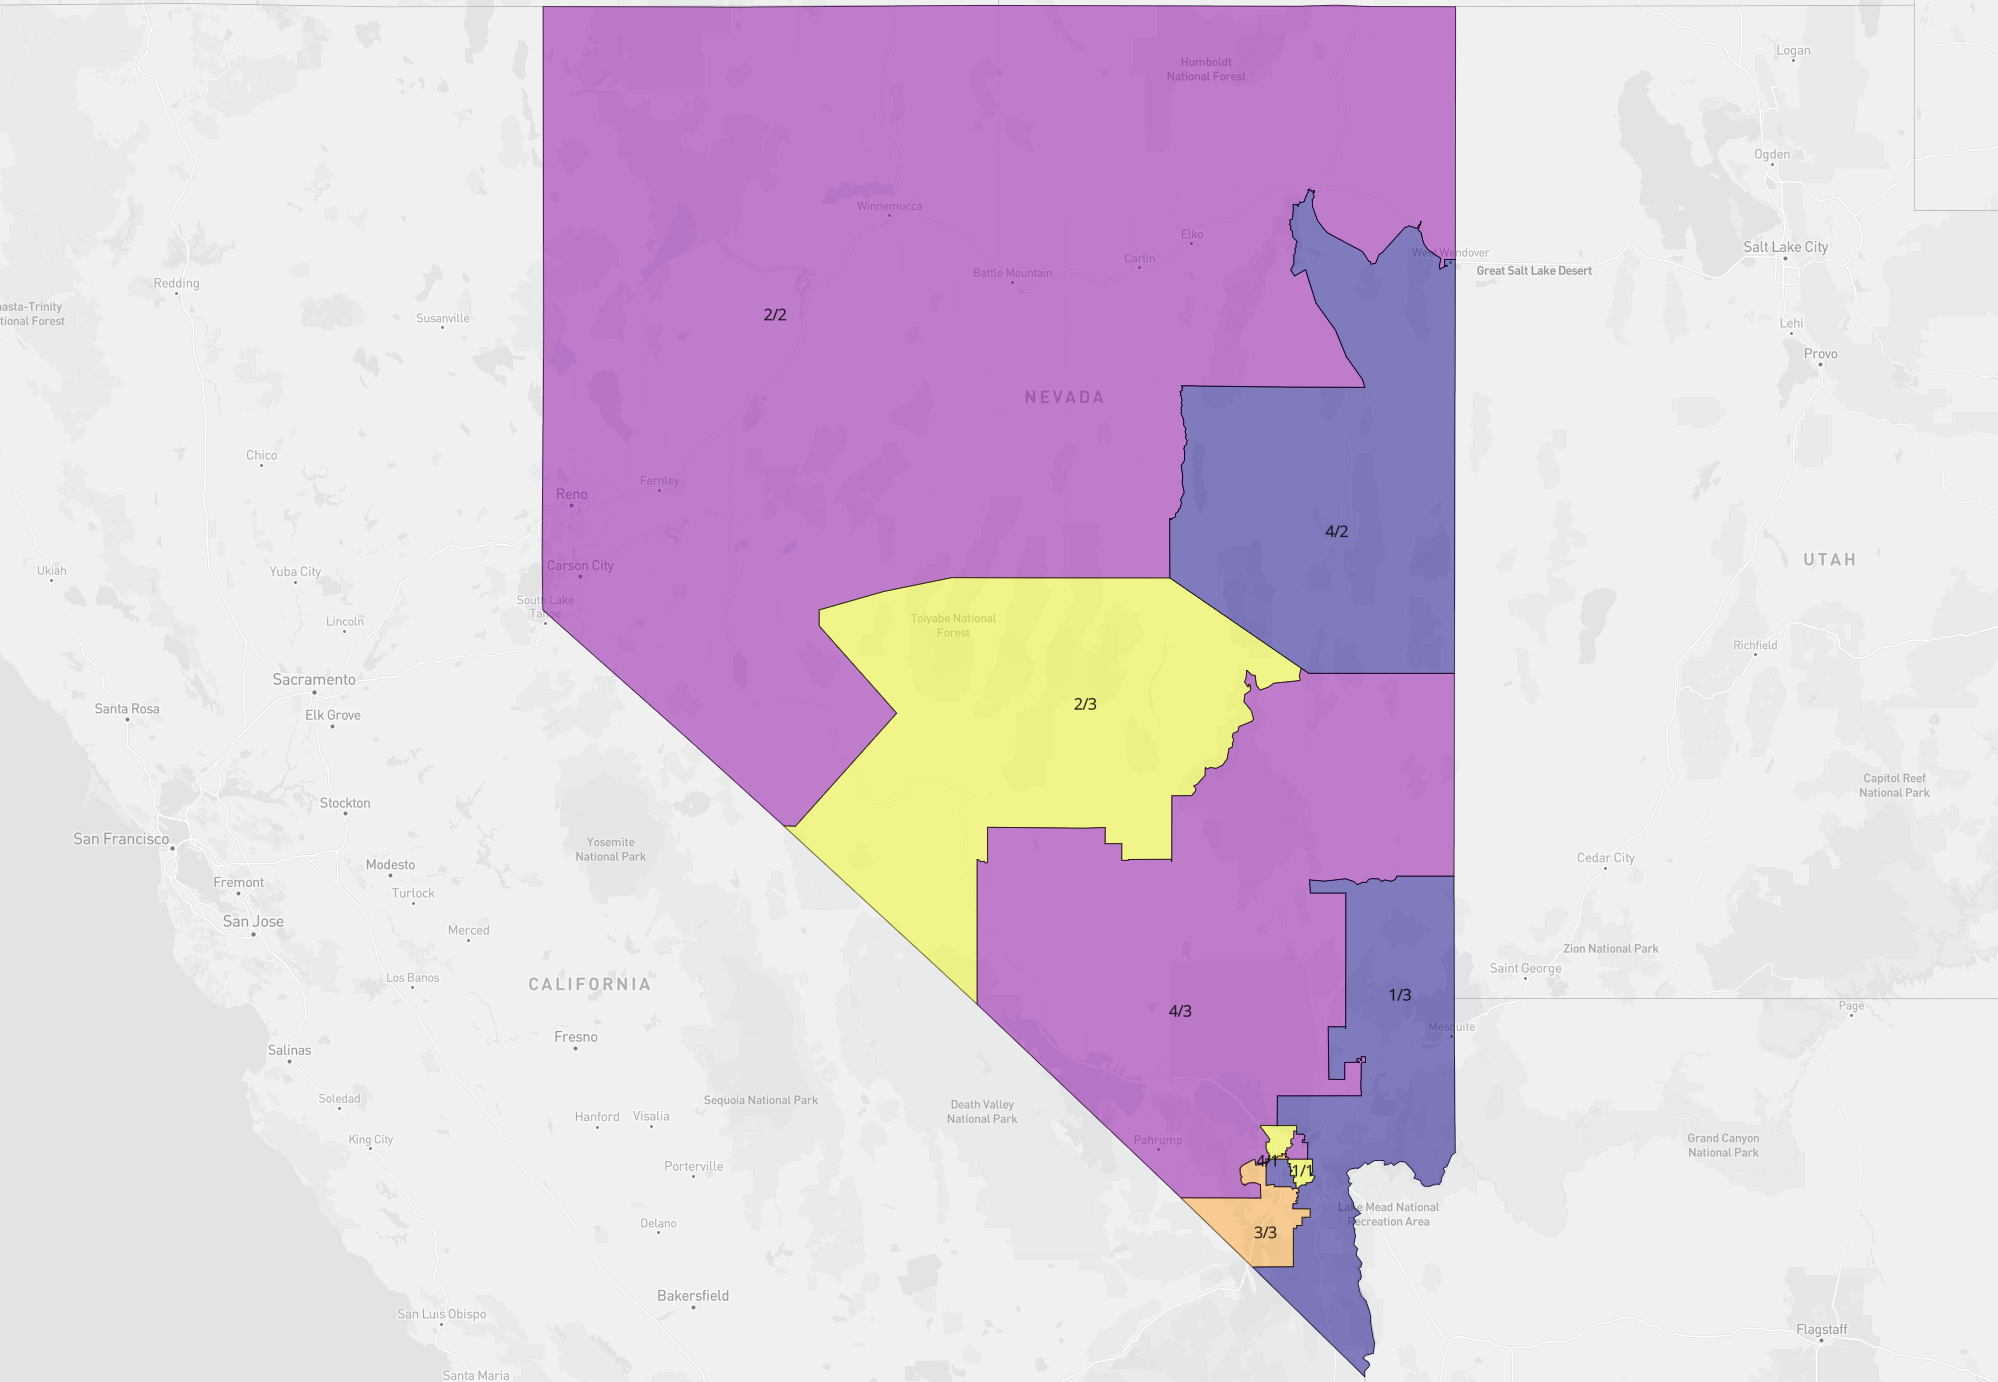 Logan
Humboldt
National Forest
Ogden
Winnemucca
Elko
Salt Lake City
West Wendover
Carlin
Great Salt Lake Desert
Battle Mountain
Redding
asta-Trinity
tional Forest
2/2
Susanville
Lehi
Provo
NEVADA
Chico
Fernley
Reno
4/2
UTAH
Carson City
Ukiah
Yuba City
South Lake
Tahoe
Lincoln
Toiyabe National
Forest
Richfield
Sacramento
2/3
Santa Rosa
Elk Grove
Capitol Reef
National Park
Stockton
San Francisco
Yosemite
National Park
Modesto
Cedar City
Fremont
Turlock
San Jose
Merced
Zion National Park
Saint George
Los Banos
CALIFORNIA
1/3
Page
4/3
Mesquite
Fresno
Salinas
Soledad
Sequoia National Park
Death Valley
National Park
Hanford
Visalia
King City
Pahrump
Grand Canyon
National Park
4/1
1/1
Porterville
Lake Mead National
Recreation Area
Delano
3/3
Bakersfield
San Luis Obispo
Flagstaff
Santa Maria